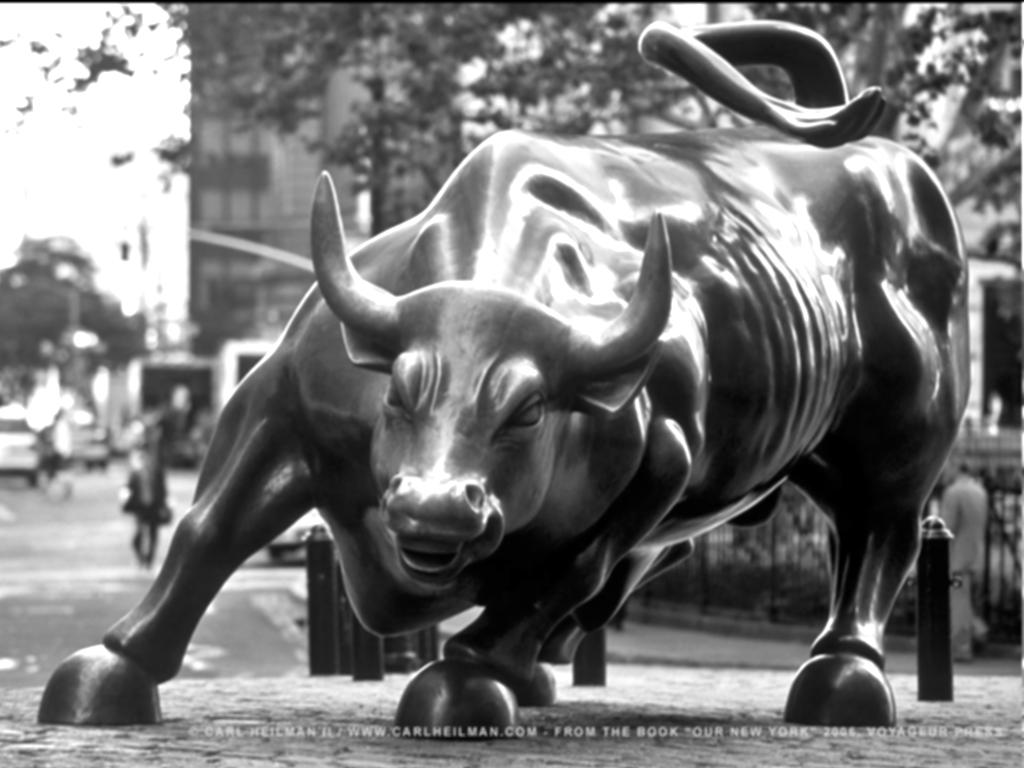 © CARL HEILMAN II / WWW.CARLHEILMAN.COM - FROM THE BOOK "OUR NEW YORK" 2006, VOYAGEUR PRESS